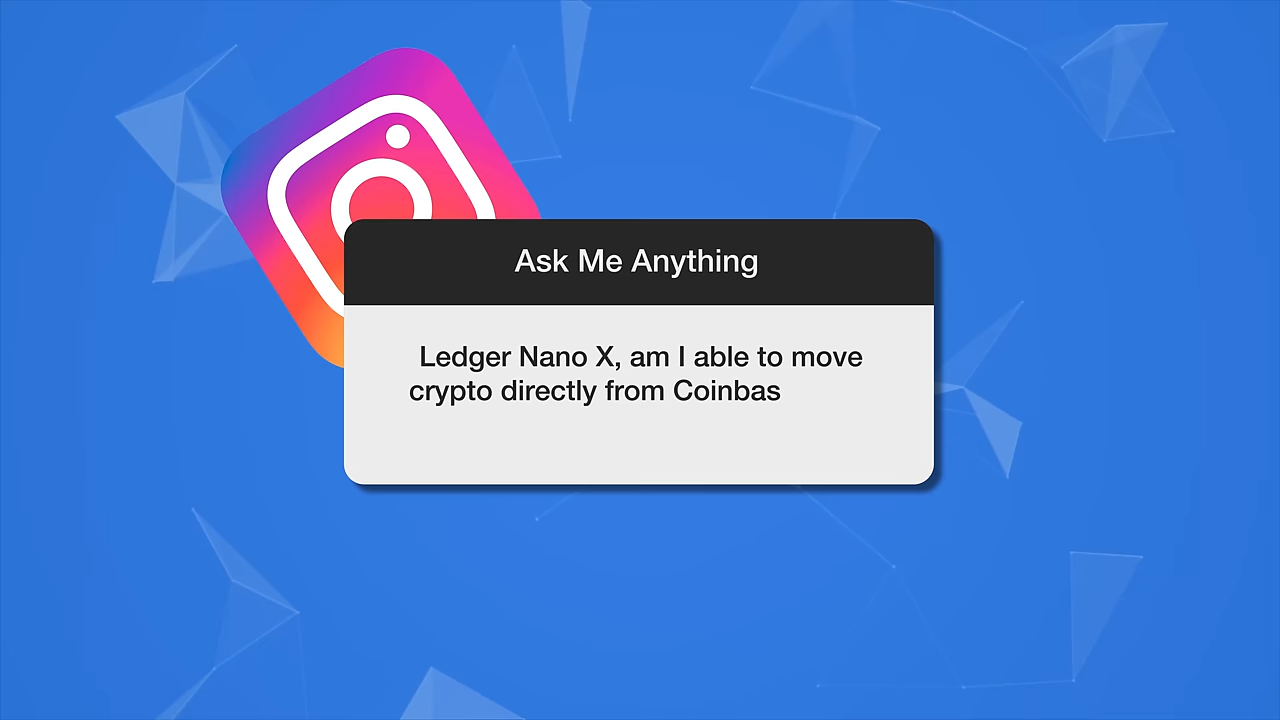 Ask Me Anything
Ledger Nano X, am I able to move
crypto directly from Coinbas